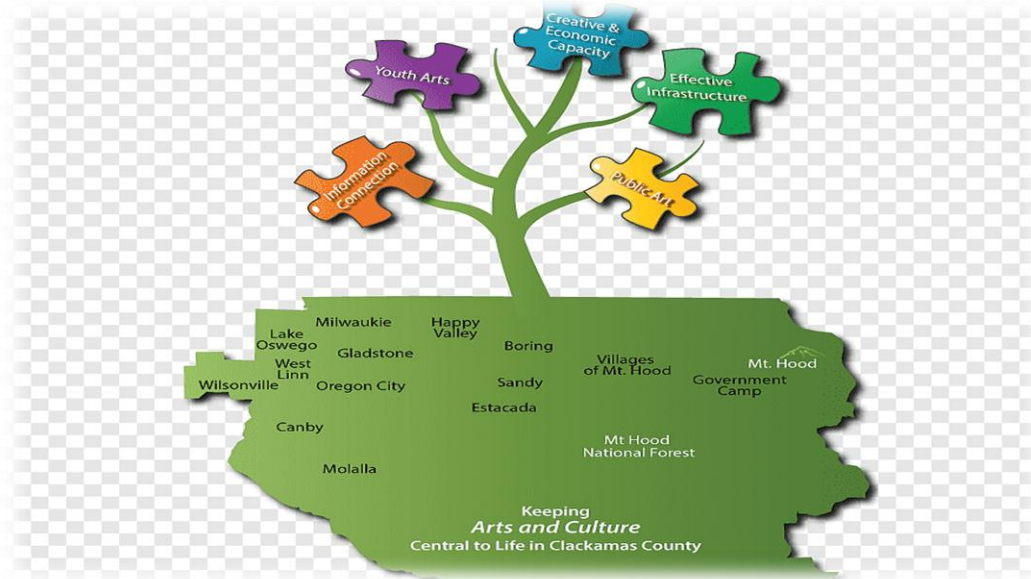 Creative &
Economic
Capacity
Youth Arts
Effective
Infrastructure
Information
Connection
Public Art
Milwaukie
Happy
Valley
Lake
Oswego
Gladstone
Boring
West
Linn
Villages
of Mt. Hood
Mt. Hood
Wilsonville
Oregon City
Sandy
Government
Camp
Estacada
Canby
Mt Hood
National Forest
Molalla
Keeping
Arts and Culture
Central to Life in Clackamas County